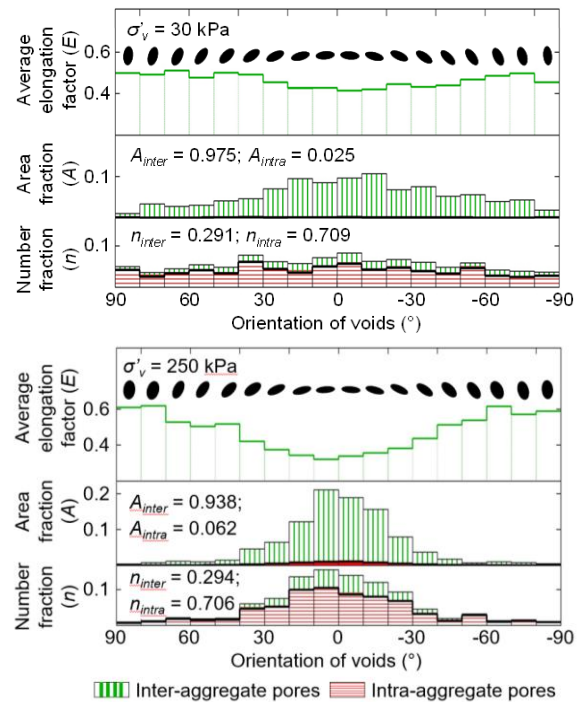 σ'v = 30 kPa
Average elongation factor (E)
0.6
0.4
Area fraction (A)
0.1
Ainter = 0.975; Aintra = 0.025
Number fraction (n)
0.1
ninter = 0.291; nintra = 0.709
90 60 30 0 -30 -60 -90
Orientation of voids (°)
σ'v = 250 kPa
Average elongation factor (E)
0.6
0.4
Area fraction (A)
0.2
0.1
Ainter = 0.938;
Aintra = 0.062
Number fraction (n)
0.1
ninter = 0.294;
nintra = 0.706
90 60 30 0 -30 -60 -90
Orientation of voids (°)
Inter-aggregate pores Intra-aggregate pores